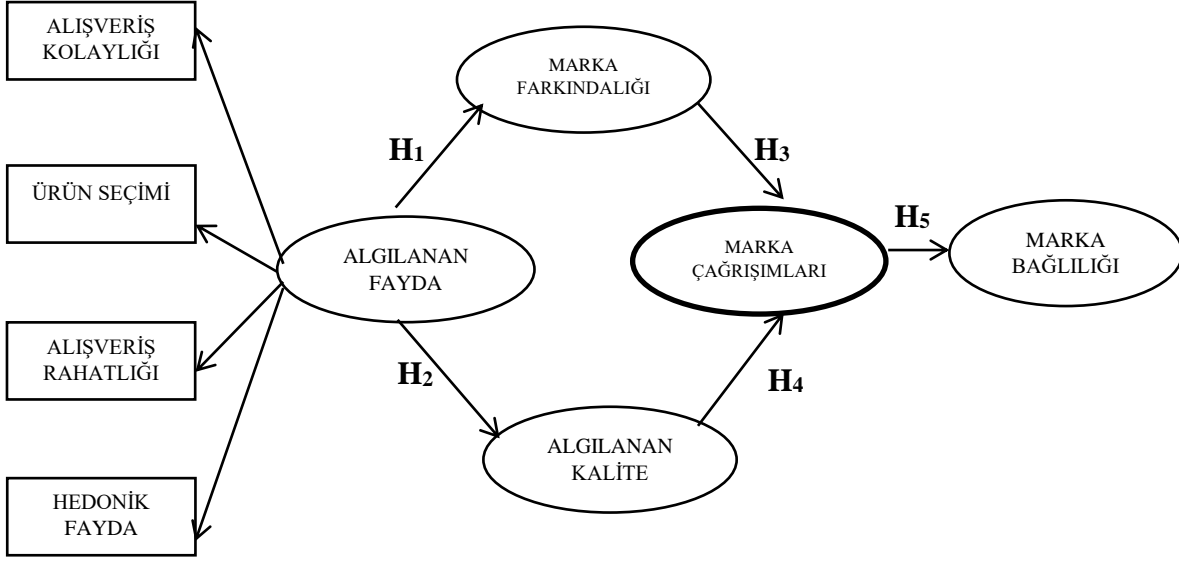 ALIŞVERİŞ
KOLAYLIĞI
ÜRÜN SEÇİMİ
ALIŞVERİŞ
RAHATLIĞI
HEDONİK
FAYDA
ALGILANAN
FAYDA
H1
H2
MARKA
FARKINDALIĞI
ALGILANAN
KALİTE
H3
H4
MARKA
ÇAĞRIŞIMLARI
H5
MARKA
BAĞLILIĞI